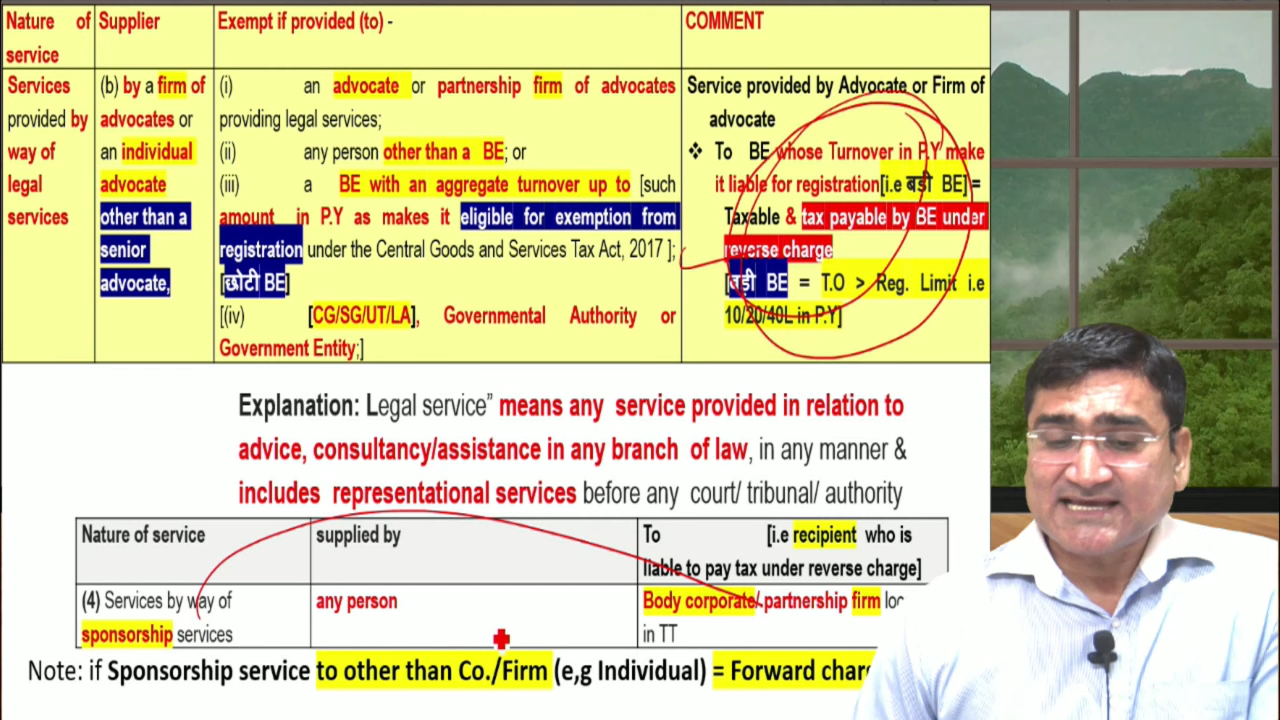 Nature of service
Supplier
Exempt if provided (to) -
COMMENT
Services provided by way of legal services
(b) by a firm of advocates or an individual advocate other than a senior advocate,
(i) an advocate or partnership firm of advocates
providing legal services;
(ii) any person other than a BE; or
(iii) a BE with an aggregate turnover up to [such
amount in P.Y as makes it eligible for exemption from
registration under the Central Goods and Services Tax Act, 2017 ];
[छोटी BE]
[(iv) [CG/SG/UT/LA], Governmental Authority or
Government Entity;]
Service provided by Advocate or Firm of
advocate
❖ To BE whose Turnover in P.Y make
it liable for registration[i.e बड़ी BE] =
Taxable & tax payable by BE under
reverse charge
[बड़ी BE = T.O > Reg. Limit i.e
10/20/40L in P.Y]
Explanation: Legal service” means any service provided in relation to
advice, consultancy/assistance in any branch of law, in any manner &
includes representational services before any court/ tribunal/ authority
Nature of service
supplied by
To [i.e recipient who is
liable to pay tax under reverse charge]
(4) Services by way of
sponsorship services
any person
Body corporate/ partnership firm
in TT
Note: if Sponsorship service to other than Co./Firm (e,g Individual) = Forward